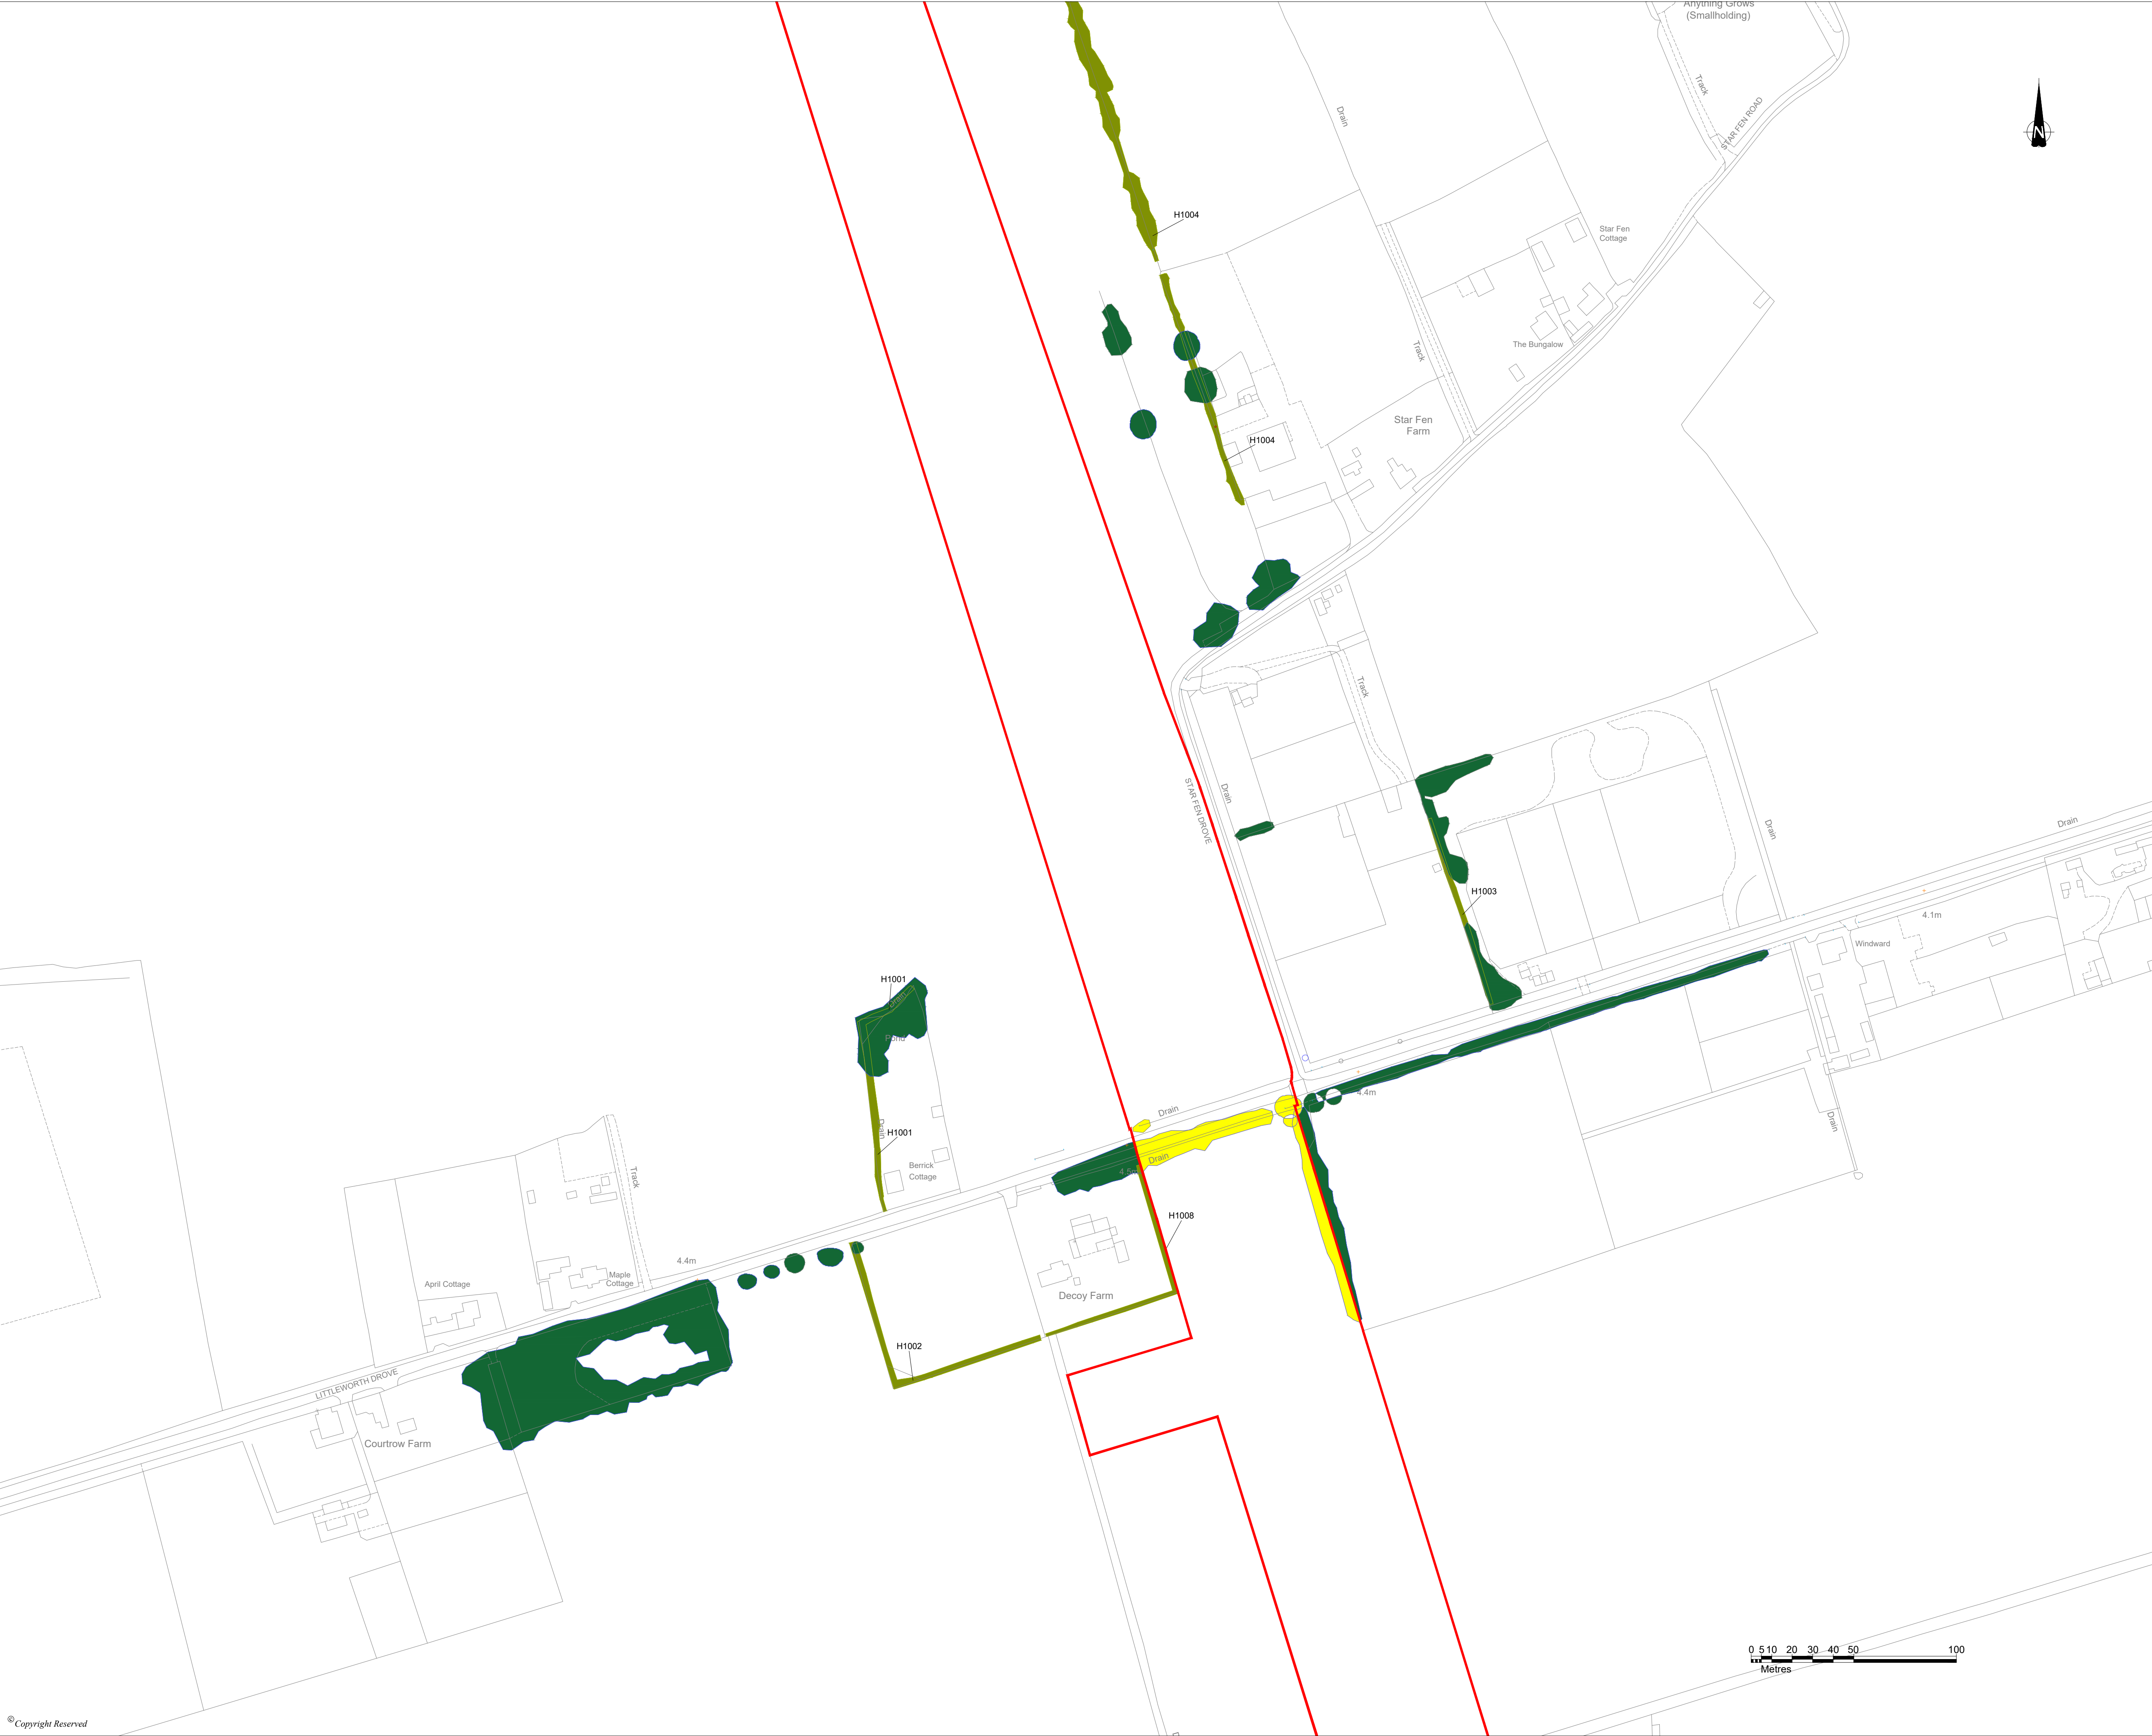 Anything Grows
(Smallholding)
Track
STAR FEN ROAD
N
Drain
H1004
Star Fen
Cottage
The Bungalow
Track
Star Fen
Farm
H1004
Track
Drain
STAR FEN DROVE
Drain
Drain
H1003
4.1m
Windward
H1001
Drain
Pond
4.4m
Drain
Drain
Drain
H1001
Drain
4.5m
Berrick
Cottage
Track
H1008
4.4m
Maple
Cottage
April Cottage
Decoy Farm
H1002
LITTLEWORTH DROVE
Courtrow Farm
0 5 10 20 30 40 50 100
Metres
© Copyright Reserved